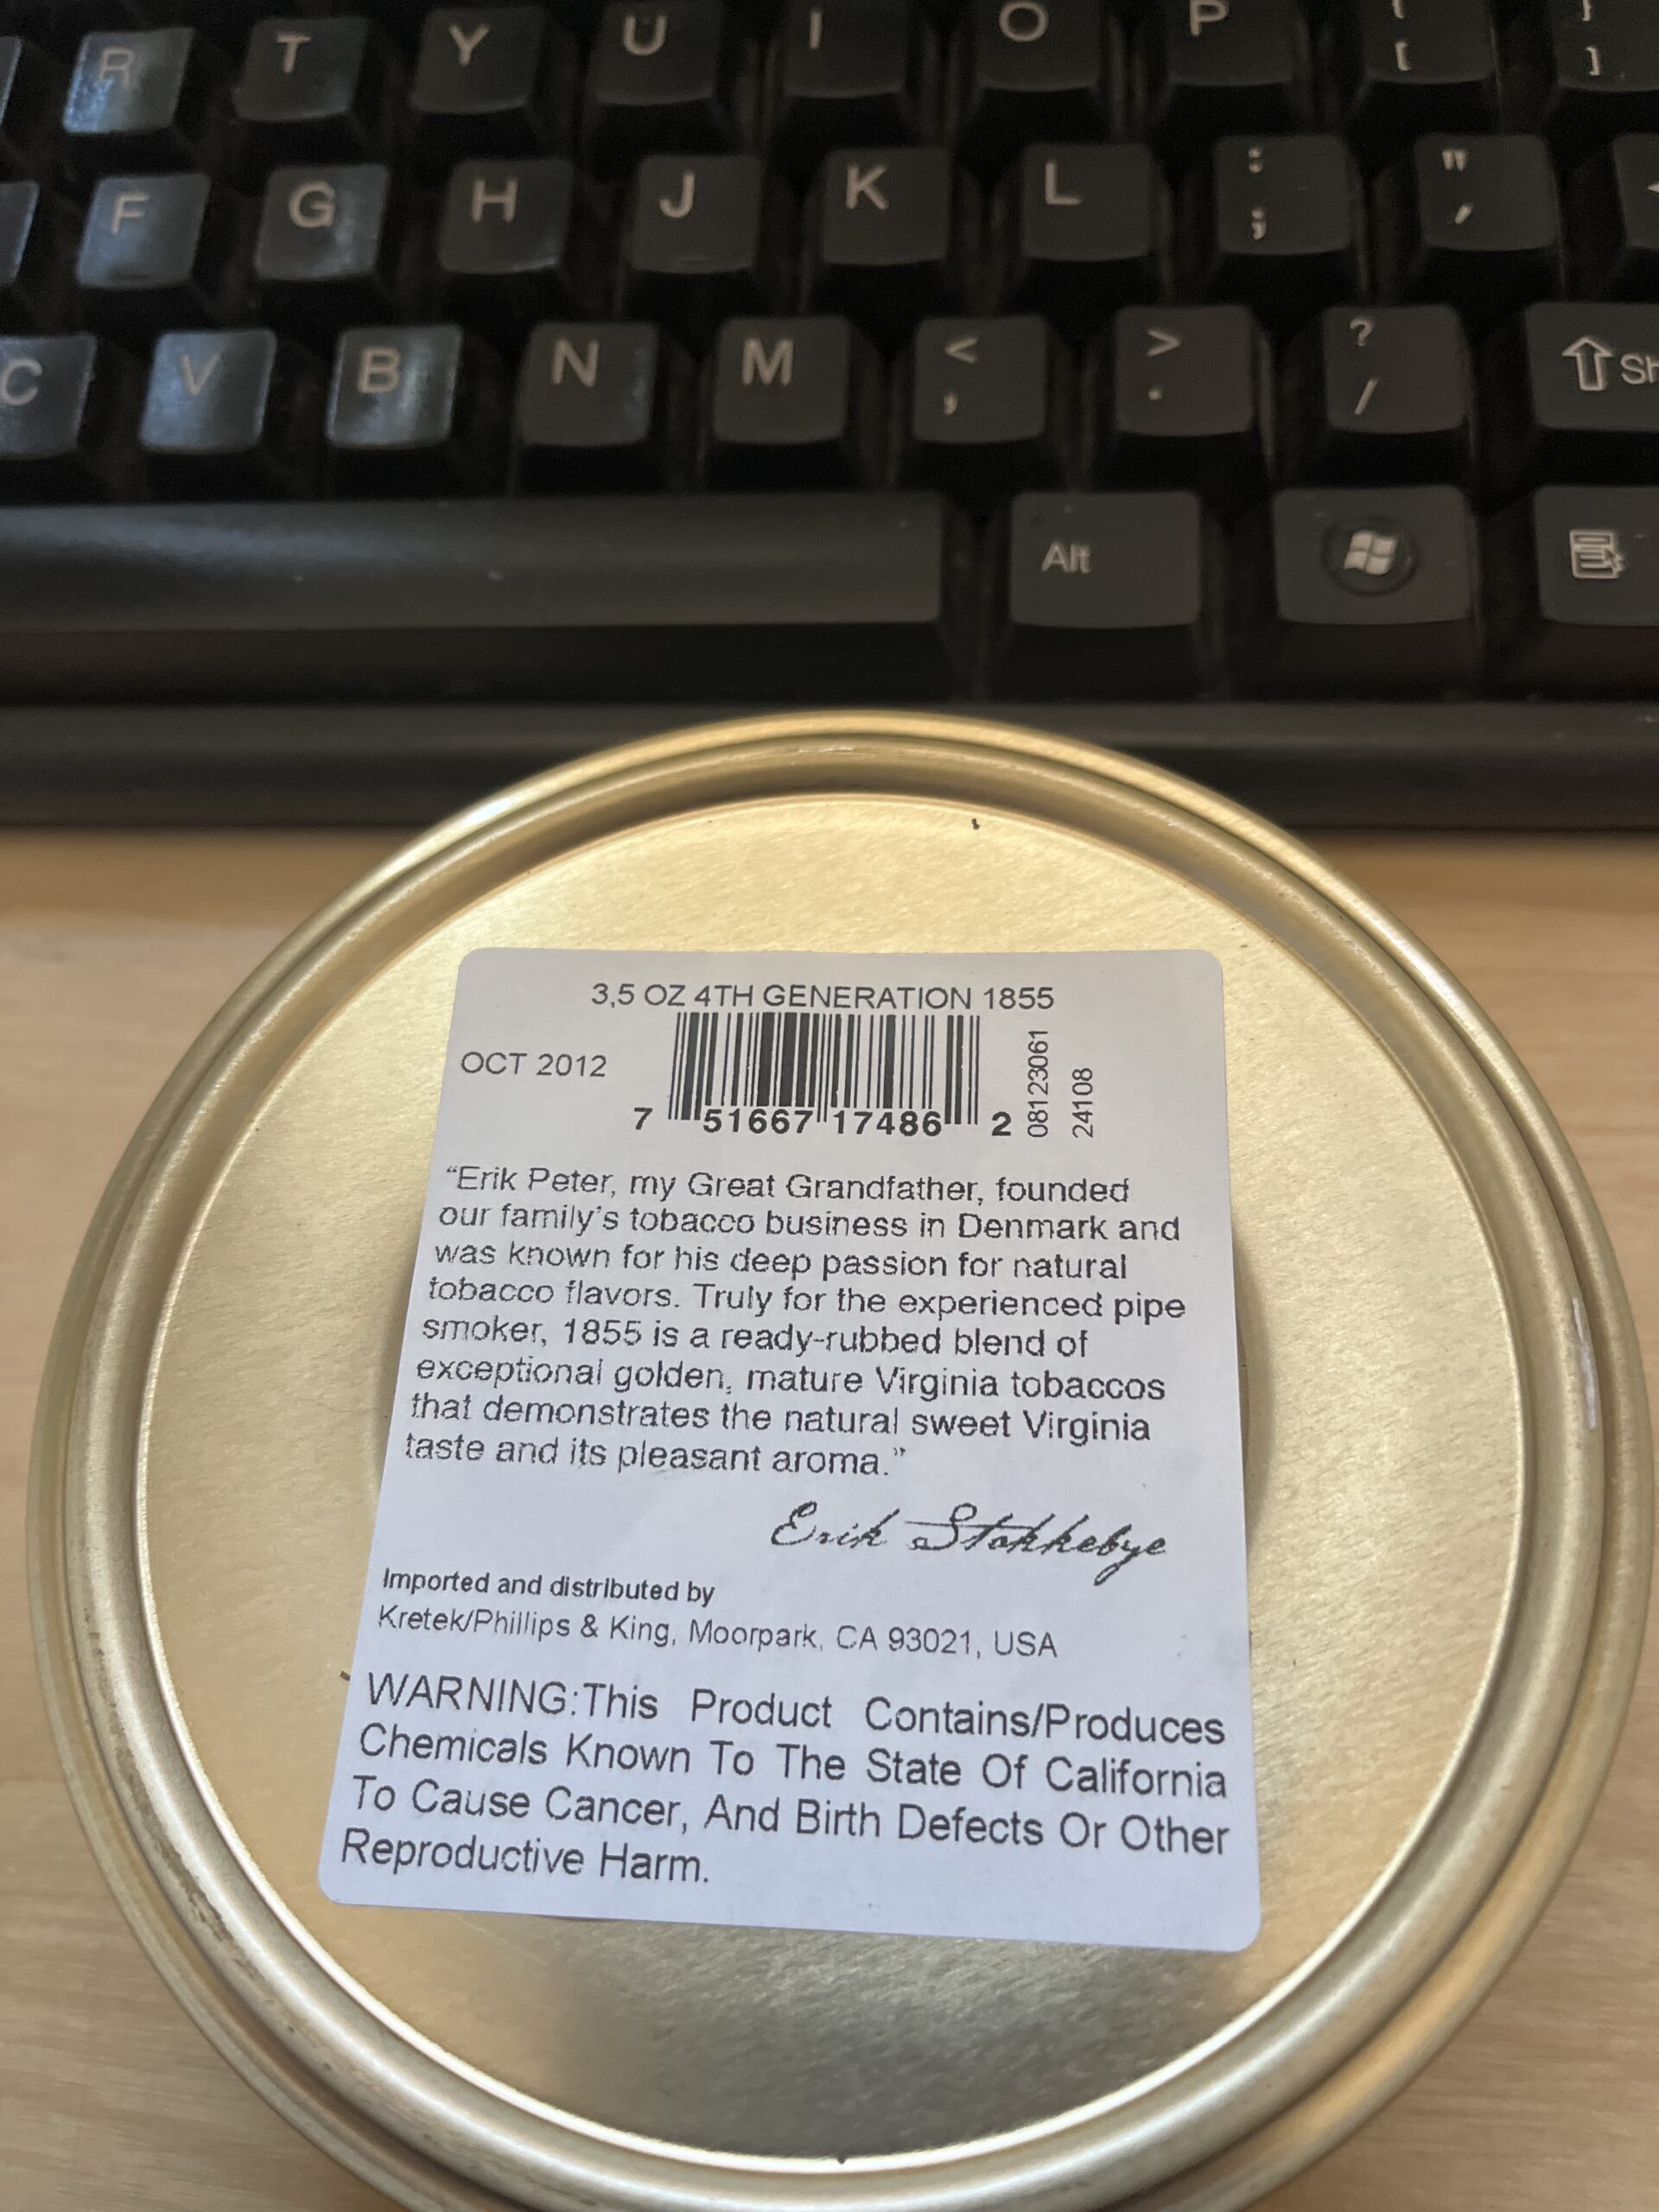 R T Y U I O P { [ } ]
F G H J K L : ; " '
C V B N M < , > . ? / Sh
Alt
3,5 OZ 4TH GENERATION 1855
OCT 2012
7 51667 17486 2
08123061
24108
“Erik Peter, my Great Grandfather, founded
our family’s tobacco business in Denmark and
was known for his deep passion for natural
tobacco flavors. Truly for the experienced pipe
smoker, 1855 is a ready-rubbed blend of
exceptional golden, mature Virginia tobaccos
that demonstrates the natural sweet Virginia
taste and its pleasant aroma.”
Erik Stokkebye
Imported and distributed by
Kretek/Phillips & King, Moorpark, CA 93021, USA
WARNING:This Product Contains/Produces
Chemicals Known To The State Of California
To Cause Cancer, And Birth Defects Or Other
Reproductive Harm.